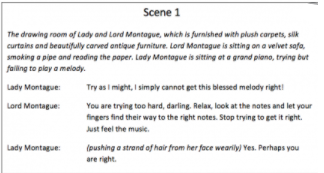 Scene 1
The drawing room of Lady and Lord Montague, which is furnished with plush carpets, silk
curtains and beautifully carved antique furniture. Lord Montague is sitting on a velvet sofa,
smoking a pipe and reading the paper. Lady Montague is sitting at a grand piano, trying but
failing to play a melody.
Lady Montague: Try as I might, I simply cannot get this blessed melody right!
Lord Montague: You are trying too hard, darling. Relax, look at the notes and let your
fingers find their way to the right notes. Stop trying to get it right.
Just feel the music.
Lady Montague: (pushing a strand of hair from her face wearily) Yes. Perhaps you
are right.